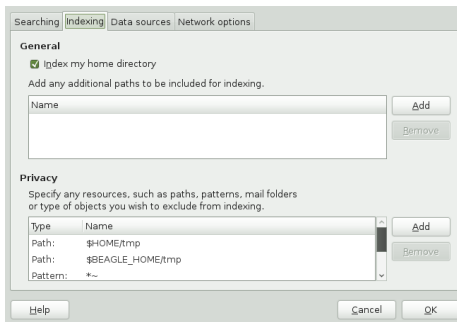 Searching Indexing Data sources Network options
General
Index my home directory
Add any additional paths to be included for indexing.
Name
Add
Remove
Privacy
Specify any resources, such as paths, patterns, mail folders
or type of objects you wish to exclude from indexing.
Type Name
Add
Path: $HOME/tmp
Remove
Path: $BEAGLE_HOME/tmp
Pattern: *~
Help Cancel OK